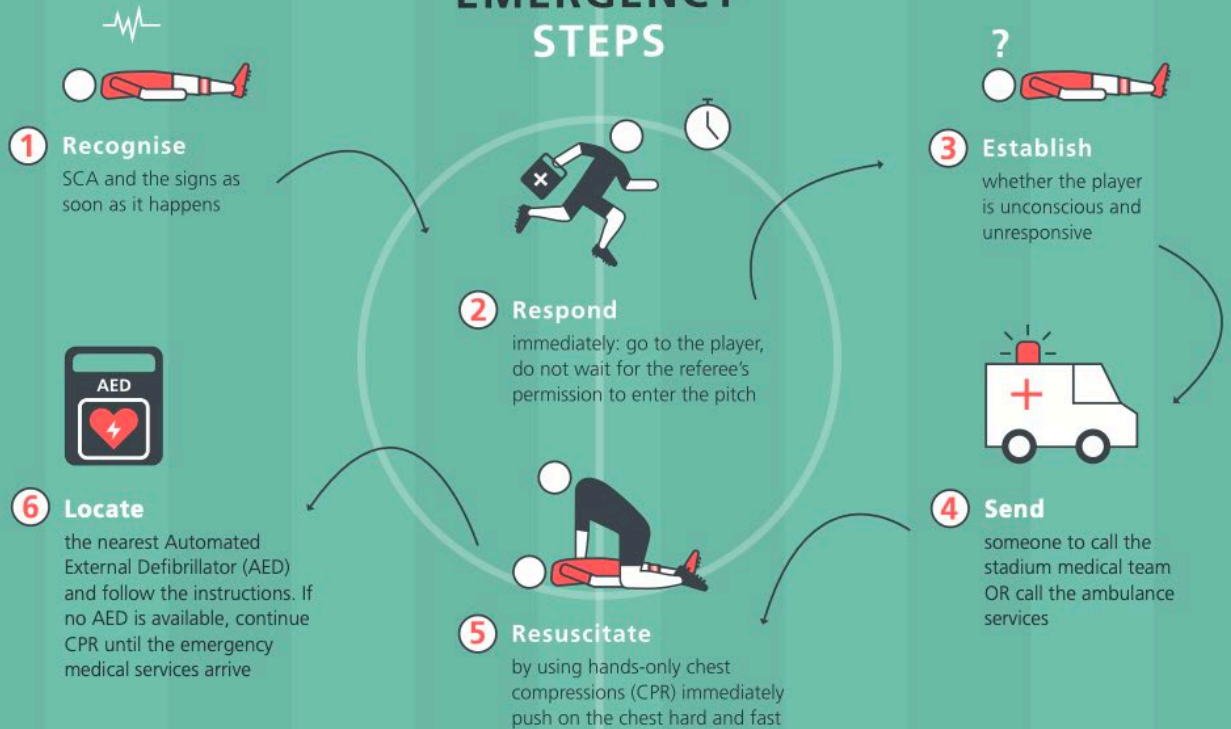 EMERGENCY
STEPS
1 Recognise
SCA and the signs as
soon as it happens
2 Respond
immediately: go to the player,
do not wait for the referee's
permission to enter the pitch
?
3 Establish
whether the player
is unconscious and
unresponsive
4 Send
someone to call the
stadium medical team
OR call the ambulance
services
5 Resuscitate
by using hands-only chest
compressions (CPR) immediately
push on the chest hard and fast
AED
6 Locate
the nearest Automated
External Defibrillator (AED)
and follow the instructions. If
no AED is available, continue
CPR until the emergency
medical services arrive